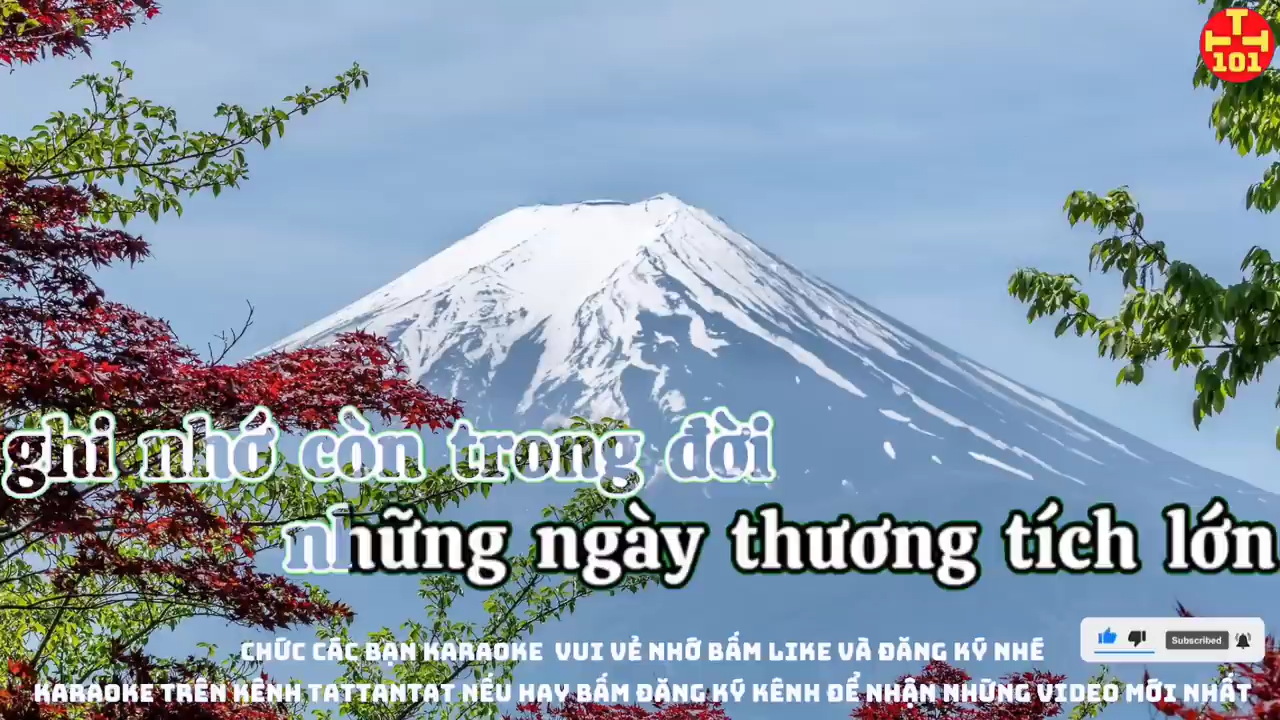 TTH
101
ghi nhớ còn trong đời
những ngày thương tích lớn
Subscribed
CHỨC CÁC BẠN KARAOKE VUI VẺ NHỚ BẤM LIKE VÀ ĐĂNG KÝ NHÉ
KARAOKE TRÊN KÊNH TATTANTAT NẾU HAY BẤM ĐĂNG KÝ KÊNH ĐỂ NHẬN NHỮNG VIDEO MỚI NHẤT